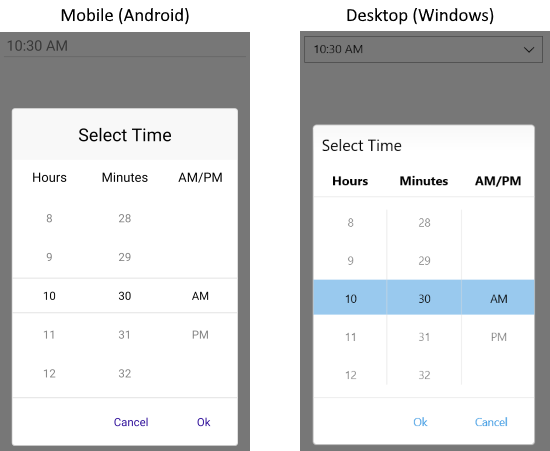 Mobile (Android)
10:30 AM
Select Time
Hours Minutes AM/PM
8 28
9 29
10 30 AM
11 31 PM
12 32
Cancel Ok
Desktop (Windows)
10:30 AM
Select Time
Hours Minutes AM/PM
8 28
9 29
10 30 AM
11 31 PM
12 32
Ok Cancel